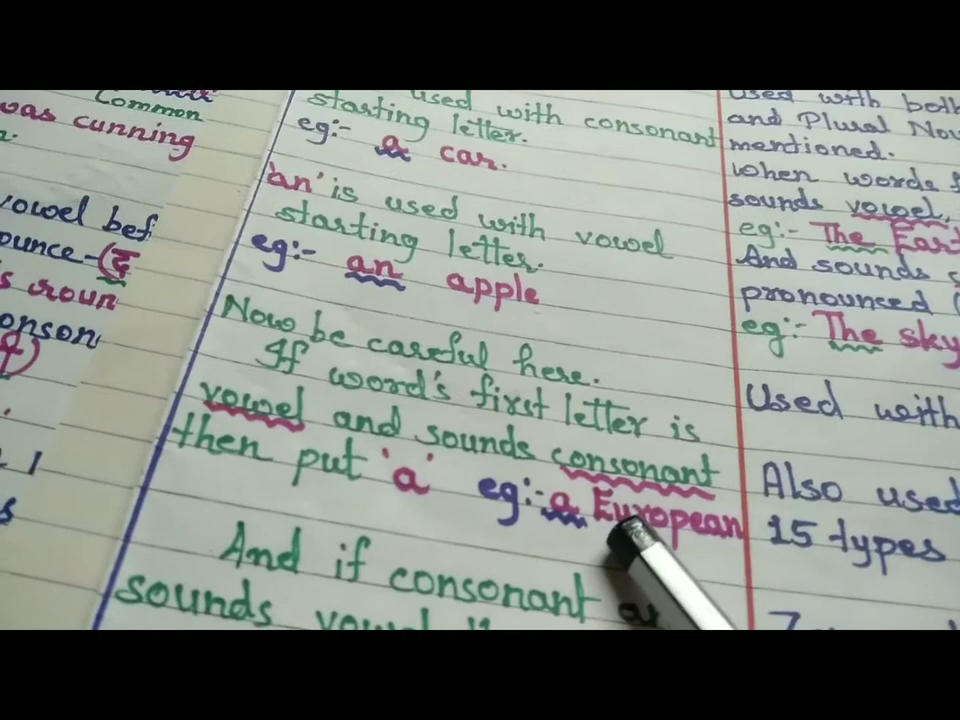 Common
was cunning
vowel bef
ounce-(द
s roun
onson
1
used with consonant
starting letter.
eg:- a car.
'an' is used with vowel
starting letter.
eg:- an apple
Now be careful here.
If word's first letter is
vowel and sounds consonant
then put 'a' eg:- a European
And if consonant
sounds vowel
used with both
and Plural Nou
mentioned.
When words
sounds vowel,
eg:- The Eart
And sounds
pronounced (
eg:- The sky
Used with
Also used
15 types